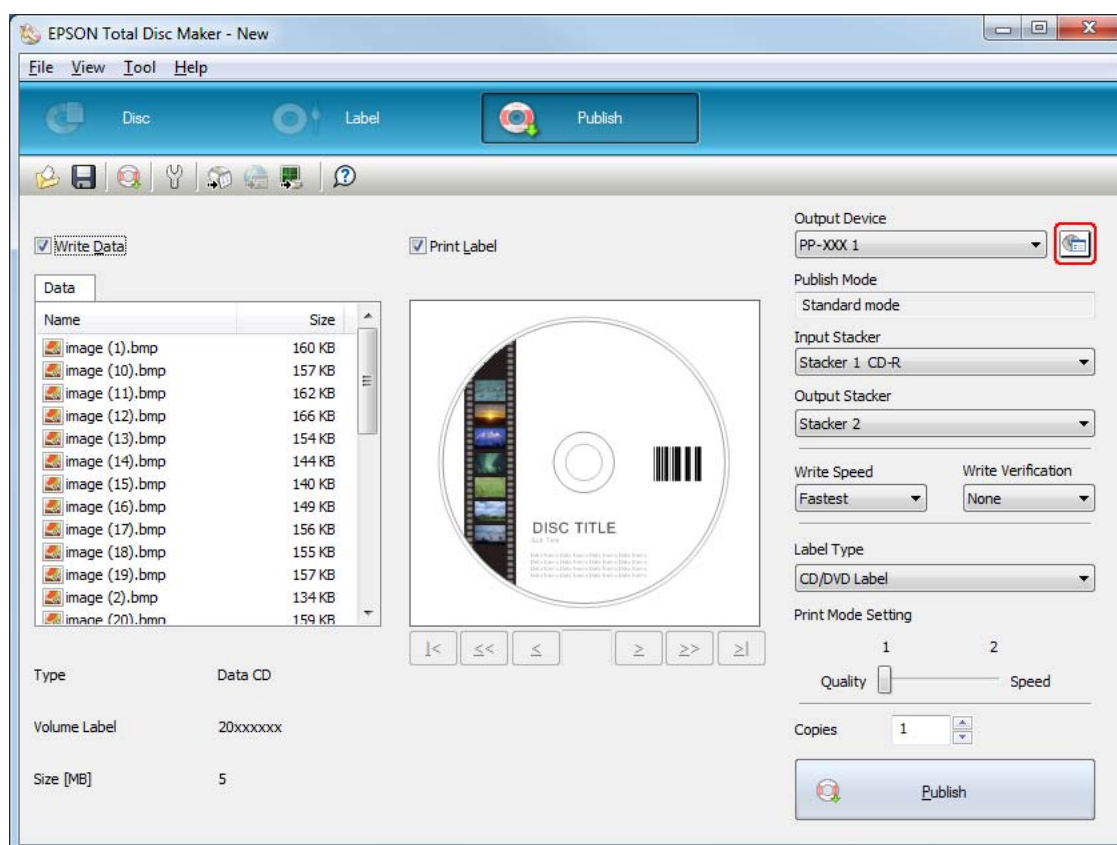 EPSON Total Disc Maker - New
File View Tool Help
Disc Label Publish
Write Data
Data
Name Size
image (1).bmp 160 KB
image (10).bmp 157 KB
image (11).bmp 162 KB
image (12).bmp 166 KB
image (13).bmp 154 KB
image (14).bmp 144 KB
image (15).bmp 140 KB
image (16).bmp 149 KB
image (17).bmp 156 KB
image (18).bmp 155 KB
image (19).bmp 157 KB
image (2).bmp 134 KB
image (20).bmp 159 KB
Type Data CD
Volume Label 20xxxxxx
Size [MB] 5
Print Label
DISC TITLE
Sub Title
|< << < > >> >|
Output Device
PP-XXX 1
Publish Mode
Standard mode
Input Stacker
Stacker 1 CD-R
Output Stacker
Stacker 2
Write Speed Write Verification
Fastest None
Label Type
CD/DVD Label
Print Mode Setting
1 2
Quality Speed
Copies 1
Publish